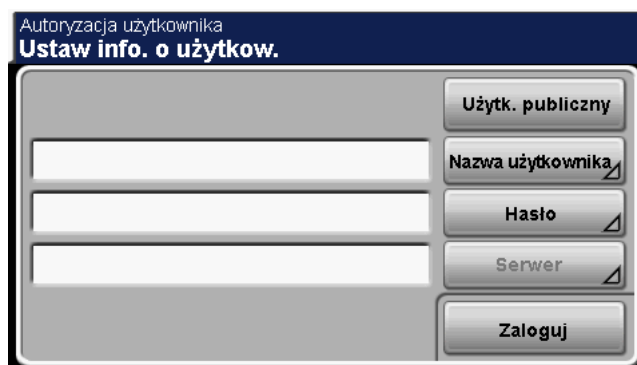 Autoryzacja użytkownika
Ustaw info. o użytkow.
Użytk. publiczny
Nazwa użytkownika
Hasło
Serwer
Zaloguj